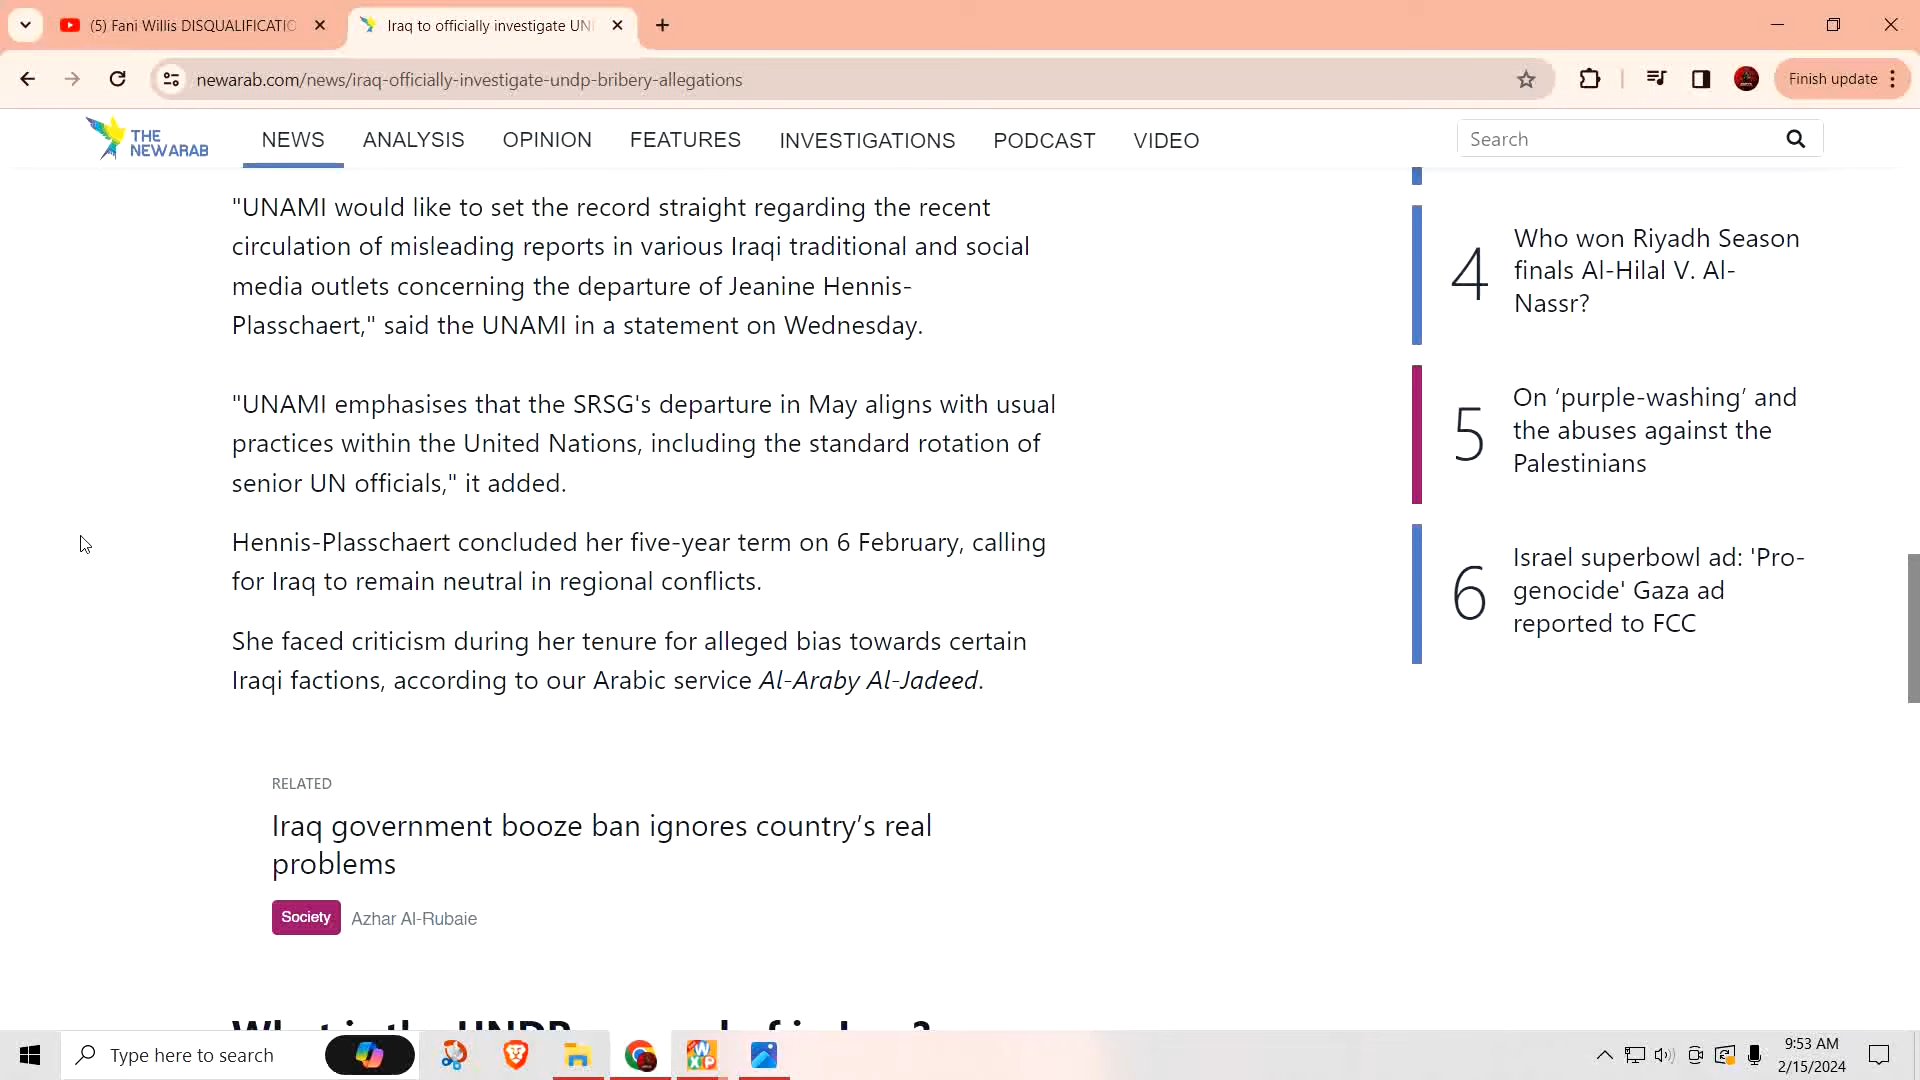 (5) Fani Willis DISQUALIFICATIO
Iraq to officially investigate UN
newarab.com/news/iraq-officially-investigate-undp-bribery-allegations
Finish update
THE
NEW ARAB
NEWS
ANALYSIS
OPINION
FEATURES
INVESTIGATIONS
PODCAST
VIDEO
Search
"UNAMI would like to set the record straight regarding the recent
circulation of misleading reports in various Iraqi traditional and social
media outlets concerning the departure of Jeanine Hennis-
Plasschaert," said the UNAMI in a statement on Wednesday.
"UNAMI emphasises that the SRSG's departure in May aligns with usual
practices within the United Nations, including the standard rotation of
senior UN officials," it added.
Hennis-Plasschaert concluded her five-year term on 6 February, calling
for Iraq to remain neutral in regional conflicts.
She faced criticism during her tenure for alleged bias towards certain
Iraqi factions, according to our Arabic service Al-Araby Al-Jadeed.
RELATED
Iraq government booze ban ignores country’s real
problems
Society
Azhar Al-Rubaie
4
Who won Riyadh Season
finals Al-Hilal V. Al-
Nassr?
5
On ‘purple-washing’ and
the abuses against the
Palestinians
6
Israel superbowl ad: 'Pro-
genocide' Gaza ad
reported to FCC
Type here to search
9:53 AM
2/15/2024